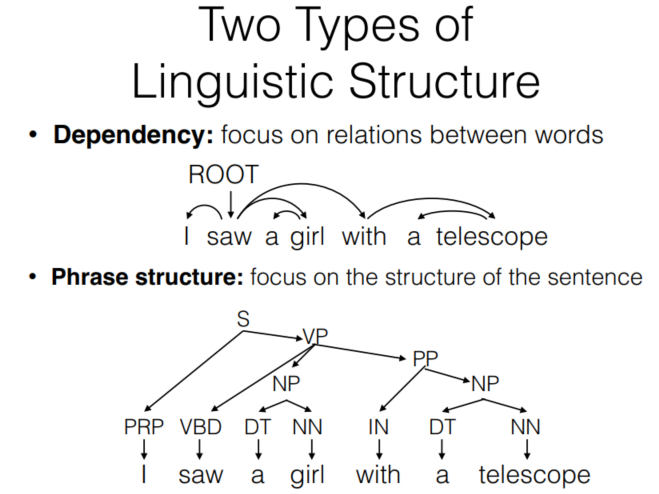 Two Types of
Linguistic Structure
• Dependency: focus on relations between words
ROOT
I saw a girl with a telescope
• Phrase structure: focus on the structure of the sentence
S
VP
PP
NP NP
PRP VBD DT NN IN DT NN
I saw a girl with a telescope